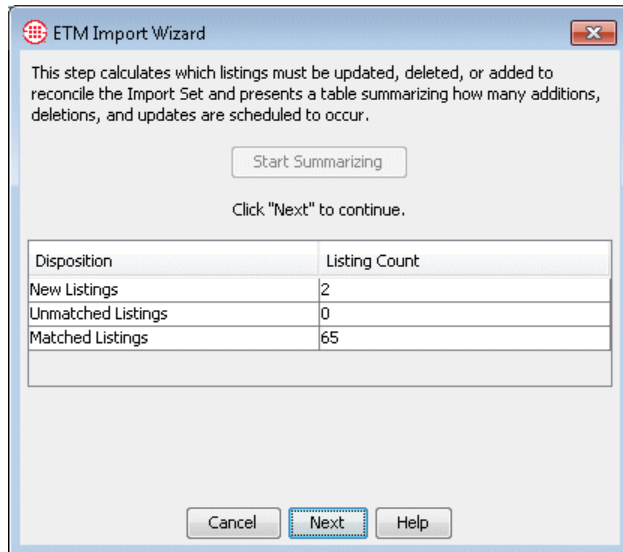 ETM Import Wizard
This step calculates which listings must be updated, deleted, or added to
reconcile the Import Set and presents a table summarizing how many additions,
deletions, and updates are scheduled to occur.
Start Summarizing
Click "Next" to continue.
Disposition Listing Count
New Listings 2
Unmatched Listings 0
Matched Listings 65
Cancel Next Help